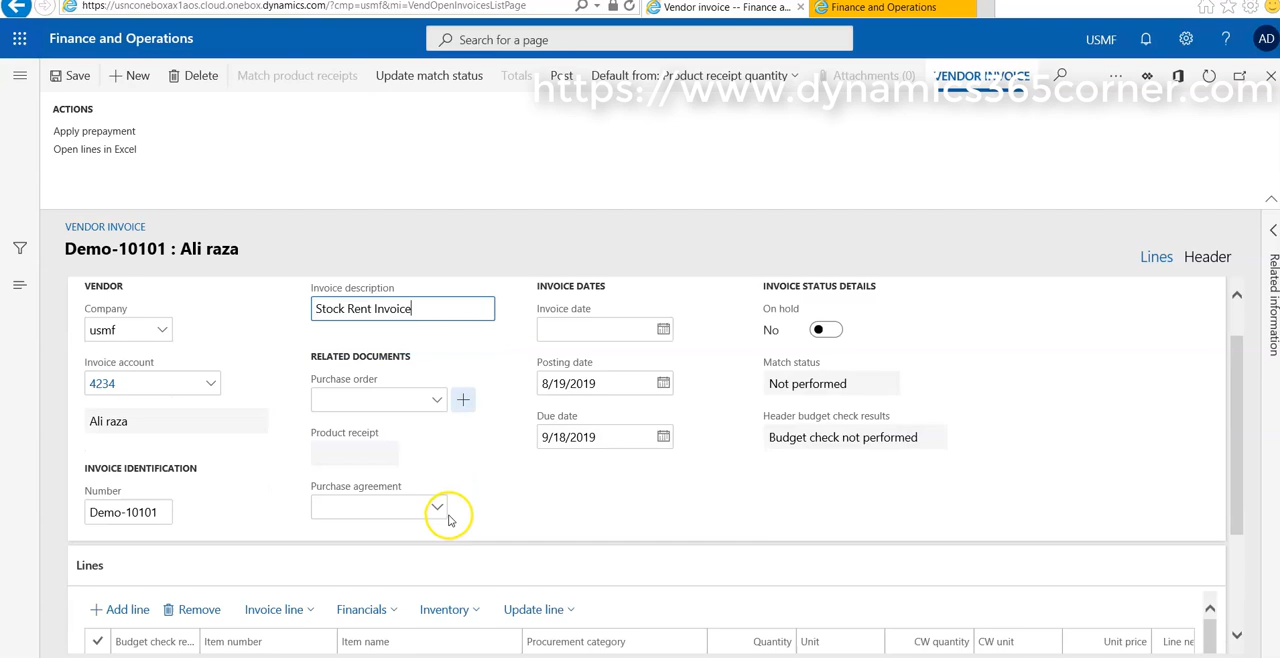 https://usnconeboxax1aos.cloud.onebox.dynamics.com/?cmp=usmf&mi=VendOpenInvoicesListPage
Vendor invoice -- Finance a...
Finance and Operations
Finance and Operations
Search for a page
USMF
AD
Save
New
Delete
Match product receipts
Update match status
Totals
Post
Default from: Product receipt quantity
Attachments (0)
VENDOR INVOICE
https://www.dynamics365corner.com
ACTIONS
Apply prepayment
Open lines in Excel
VENDOR INVOICE
Demo-10101 : Ali raza
Lines
Header
Related information
VENDOR
Company
usmf
Invoice account
4234
Ali raza
INVOICE IDENTIFICATION
Number
Demo-10101
Invoice description
Stock Rent Invoice
RELATED DOCUMENTS
Purchase order
Product receipt
Purchase agreement
INVOICE DATES
Invoice date
Posting date
8/19/2019
Due date
9/18/2019
INVOICE STATUS DETAILS
On hold
No
Match status
Not performed
Header budget check results
Budget check not performed
Lines
Add line
Remove
Invoice line
Financials
Inventory
Update line
Budget check re...
Item number
Item name
Procurement category
Quantity
Unit
CW quantity
CW unit
Unit price
Line ne